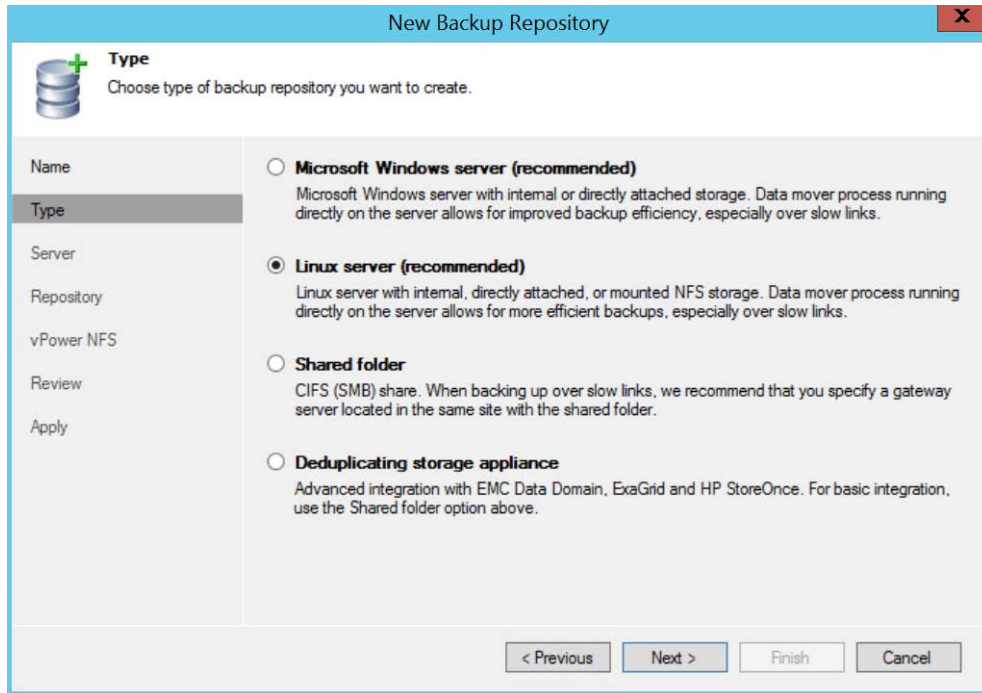 New Backup Repository
X
Type
Choose type of backup repository you want to create.
Name
Type
Server
Repository
vPower NFS
Review
Apply
Microsoft Windows server (recommended)
Microsoft Windows server with internal or directly attached storage. Data mover process running
directly on the server allows for improved backup efficiency, especially over slow links.
Linux server (recommended)
Linux server with internal, directly attached, or mounted NFS storage. Data mover process running
directly on the server allows for more efficient backups, especially over slow links.
Shared folder
CIFS (SMB) share. When backing up over slow links, we recommend that you specify a gateway
server located in the same site with the shared folder.
Deduplicating storage appliance
Advanced integration with EMC Data Domain, ExaGrid and HP StoreOnce. For basic integration,
use the Shared folder option above.
< Previous
Next >
Finish
Cancel